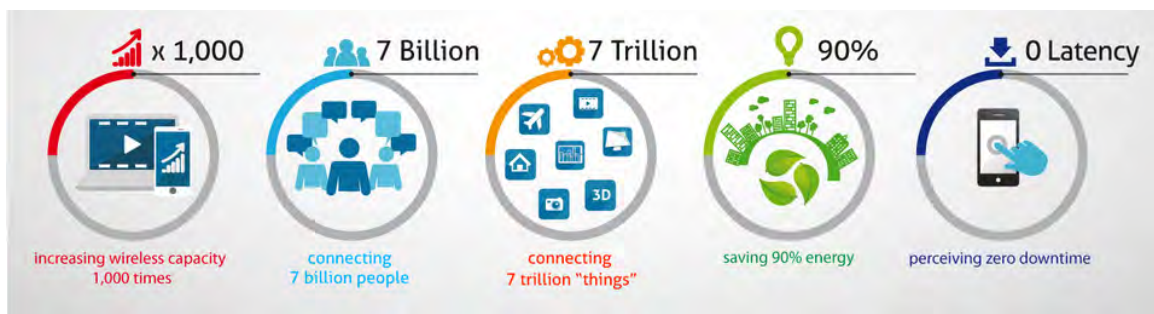 x 1,000
7 Billion
7 Trillion
90%
0 Latency
3D
increasing wireless capacity
1,000 times
connecting
7 billion people
connecting
7 trillion “things”
saving 90% energy
perceiving zero downtime